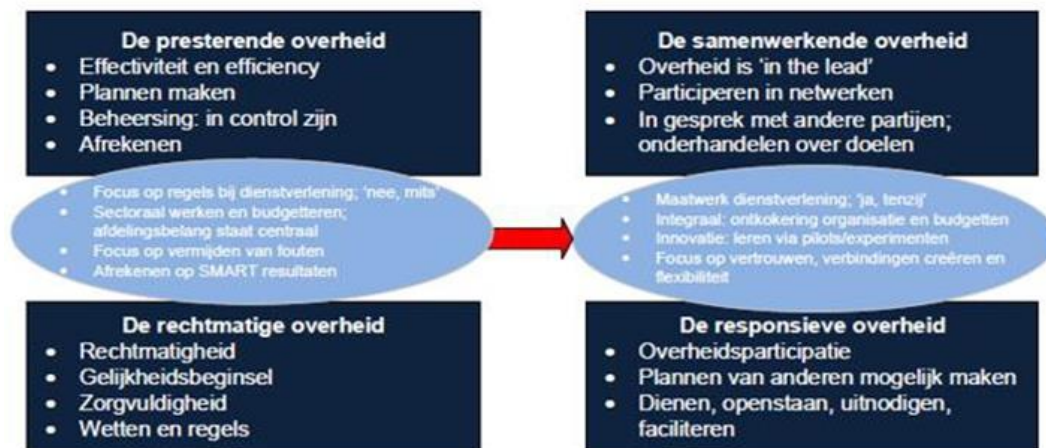 De presterende overheid
• Effectiviteit en efficiency
• Plannen maken
• Beheersing: in control zijn
• Afrekenen
De samenwerkende overheid
• Overheid is 'in the lead'
• Participeren in netwerken
• In gesprek met andere partijen;
onderhandelen over doelen
• Focus op regels bij dienstverlening; 'nee, mits'
• Sectoraal werken en budgetteren;
afdelingsbelang staat centraal
• Focus op vermijden van fouten
• Afrekenen op SMART resultaten
• Maatwerk dienstverlening; 'ja, tenzij'
• Integraal: ontkokering organisatie en budgetten
• Innovatie: leren via pilots/experimenten
• Focus op vertrouwen, verbindingen creëren en
flexibiliteit
De rechtmatige overheid
• Rechtmatigheid
• Gelijkheidsbeginsel
• Zorgvuldigheid
• Wetten en regels
De responsieve overheid
• Overheidsparticipatie
• Plannen van anderen mogelijk maken
• Dienen, openstaan, uitnodigen,
faciliteren